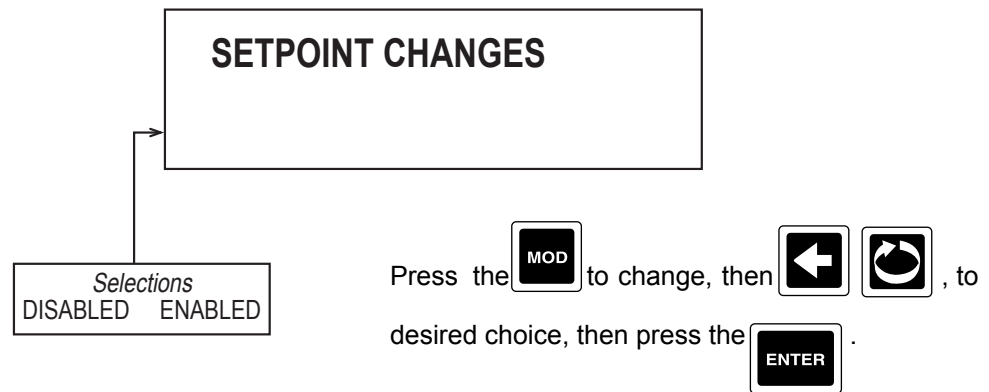 SETPOINT CHANGES
Selections
DISABLED ENABLED
Press the MOD to change, then , to
desired choice, then press the ENTER .